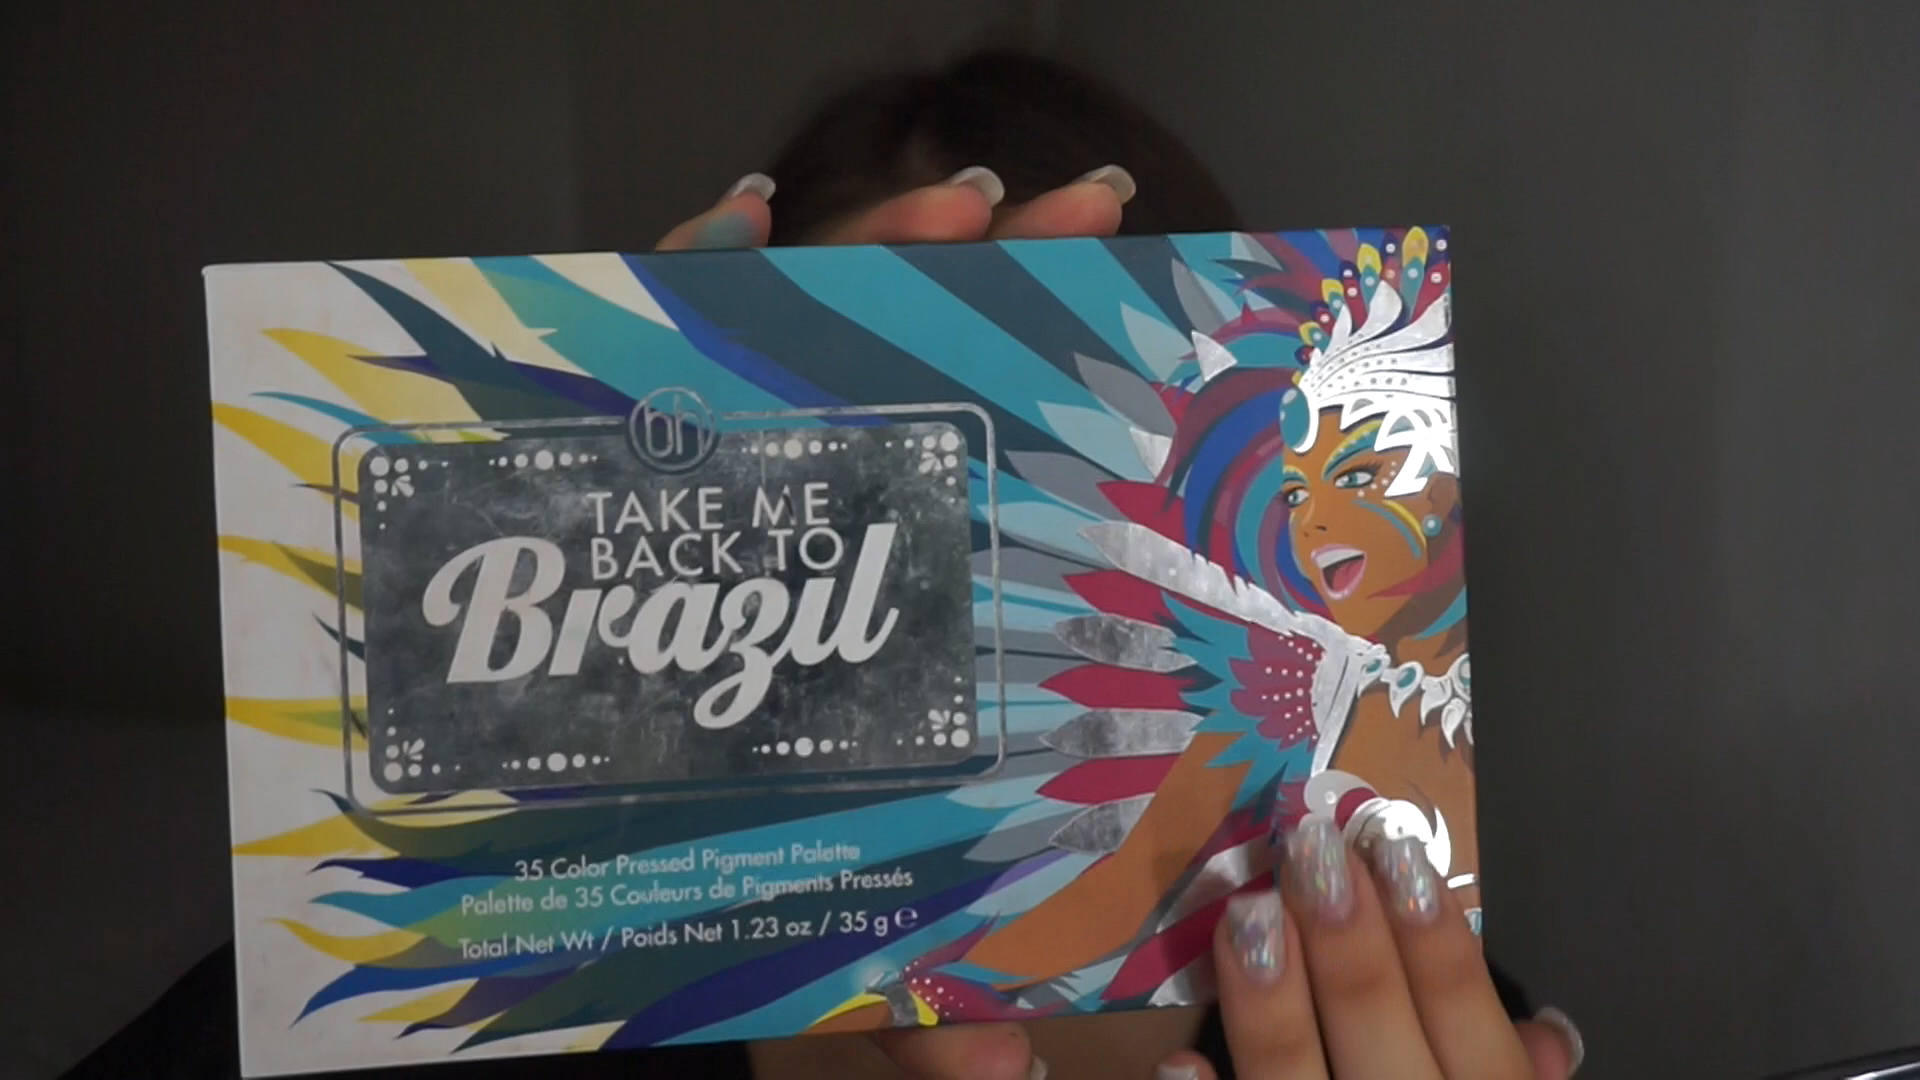 bh
TAKE ME
BACK TO
Brazil
35 Color Pressed Pigment Palette
Palette de 35 Couleurs de Pigments Pressés
Total Net Wt / Poids Net 1.23 oz / 35 g ℮